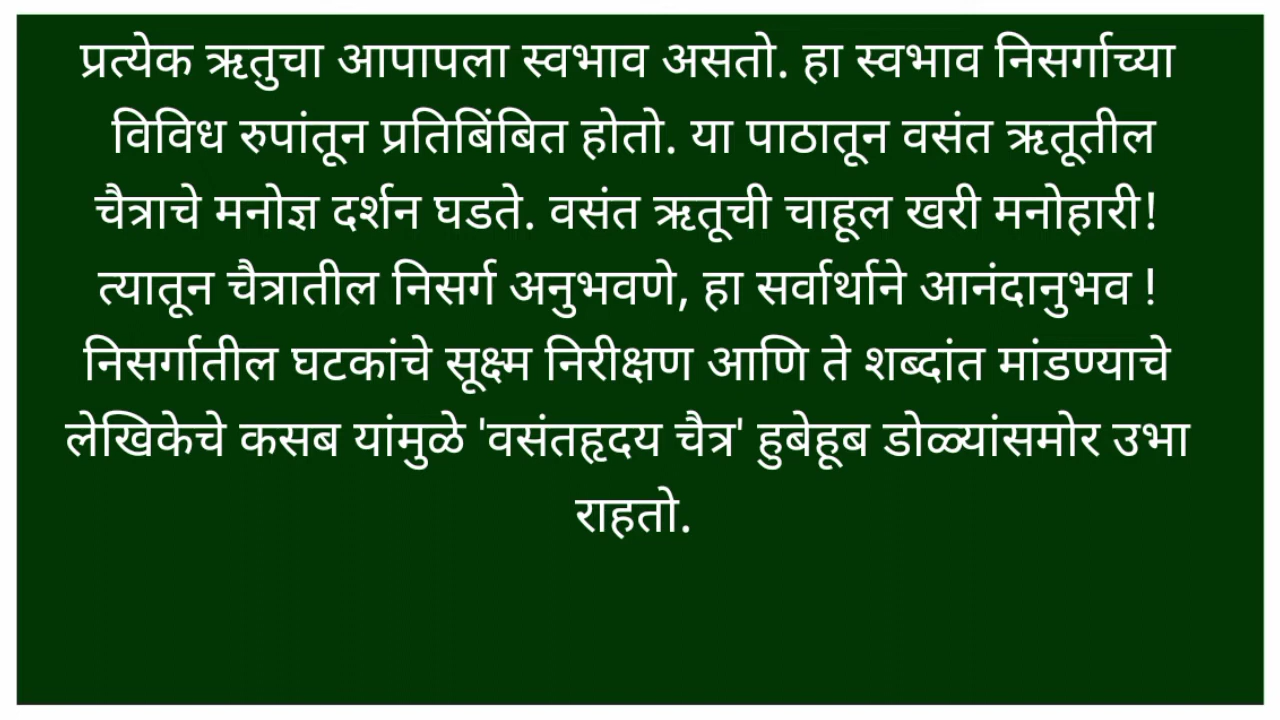 प्रत्येक ऋतुचा आपापला स्वभाव असतो. हा स्वभाव निसर्गाच्या
विविध रुपांतून प्रतिबिंबित होतो. या पाठातून वसंत ऋतूतील
चैत्राचे मनोज्ञ दर्शन घडते. वसंत ऋतूची चाहूल खरी मनोहारी!
त्यातून चैत्रातील निसर्ग अनुभवणे, हा सर्वार्थाने आनंदानुभव !
निसर्गातील घटकांचे सूक्ष्म निरीक्षण आणि ते शब्दांत मांडण्याचे
लेखिकेचे कसब यांमुळे 'वसंतहृदय चैत्र' हुबेहूब डोळ्यांसमोर उभा
राहतो.